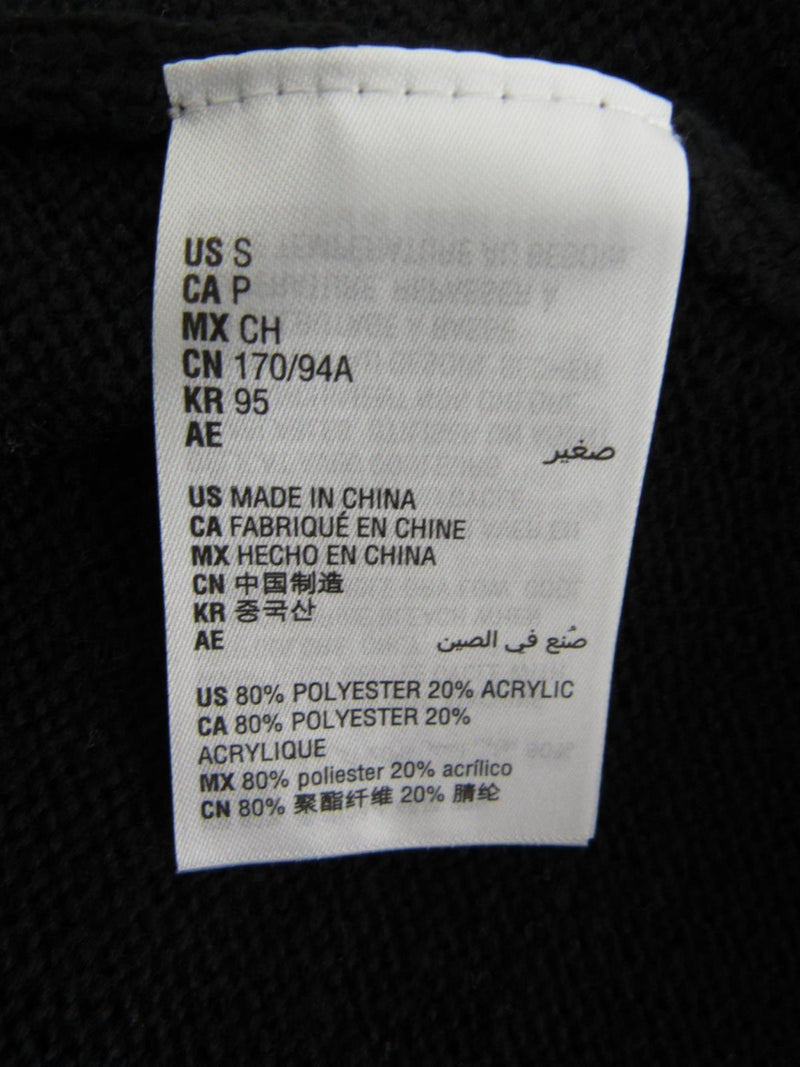 US S
CA P
MX CH
CN 170/94A
KR 95
AE صغير
US MADE IN CHINA
CA FABRIQUÉ EN CHINE
MX HECHO EN CHINA
CN 中国制造
KR 중국산
AE صُنع في الصين
US 80% POLYESTER 20% ACRYLIC
CA 80% POLYESTER 20%
ACRYLIQUE
MX 80% poliester 20% acrílico
CN 80% 聚酯纤维 20% 腈纶